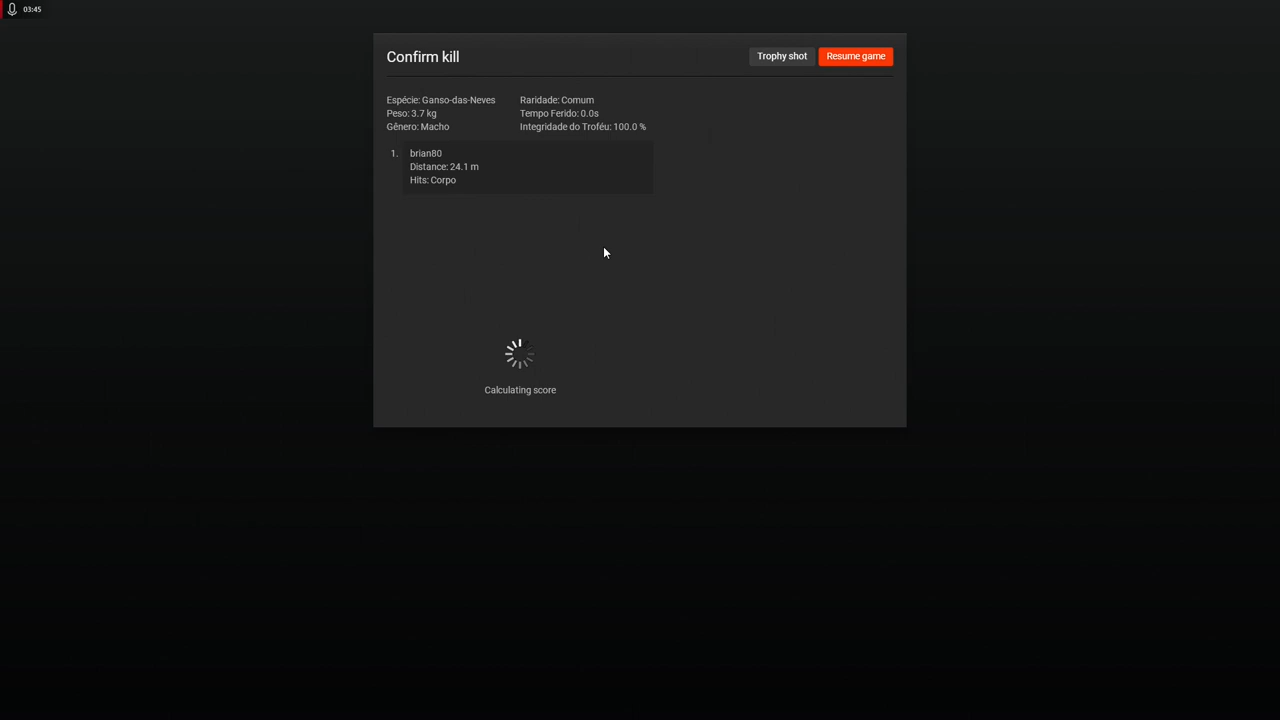 03:45
Confirm kill
Trophy shot
Resume game
Espécie: Ganso-das-Neves
Raridade: Comum
Peso: 3.7 kg
Tempo Ferido: 0.0s
Gênero: Macho
Integridade do Troféu: 100.0 %
1. brian80
Distance: 24.1 m
Hits: Corpo
Calculating score